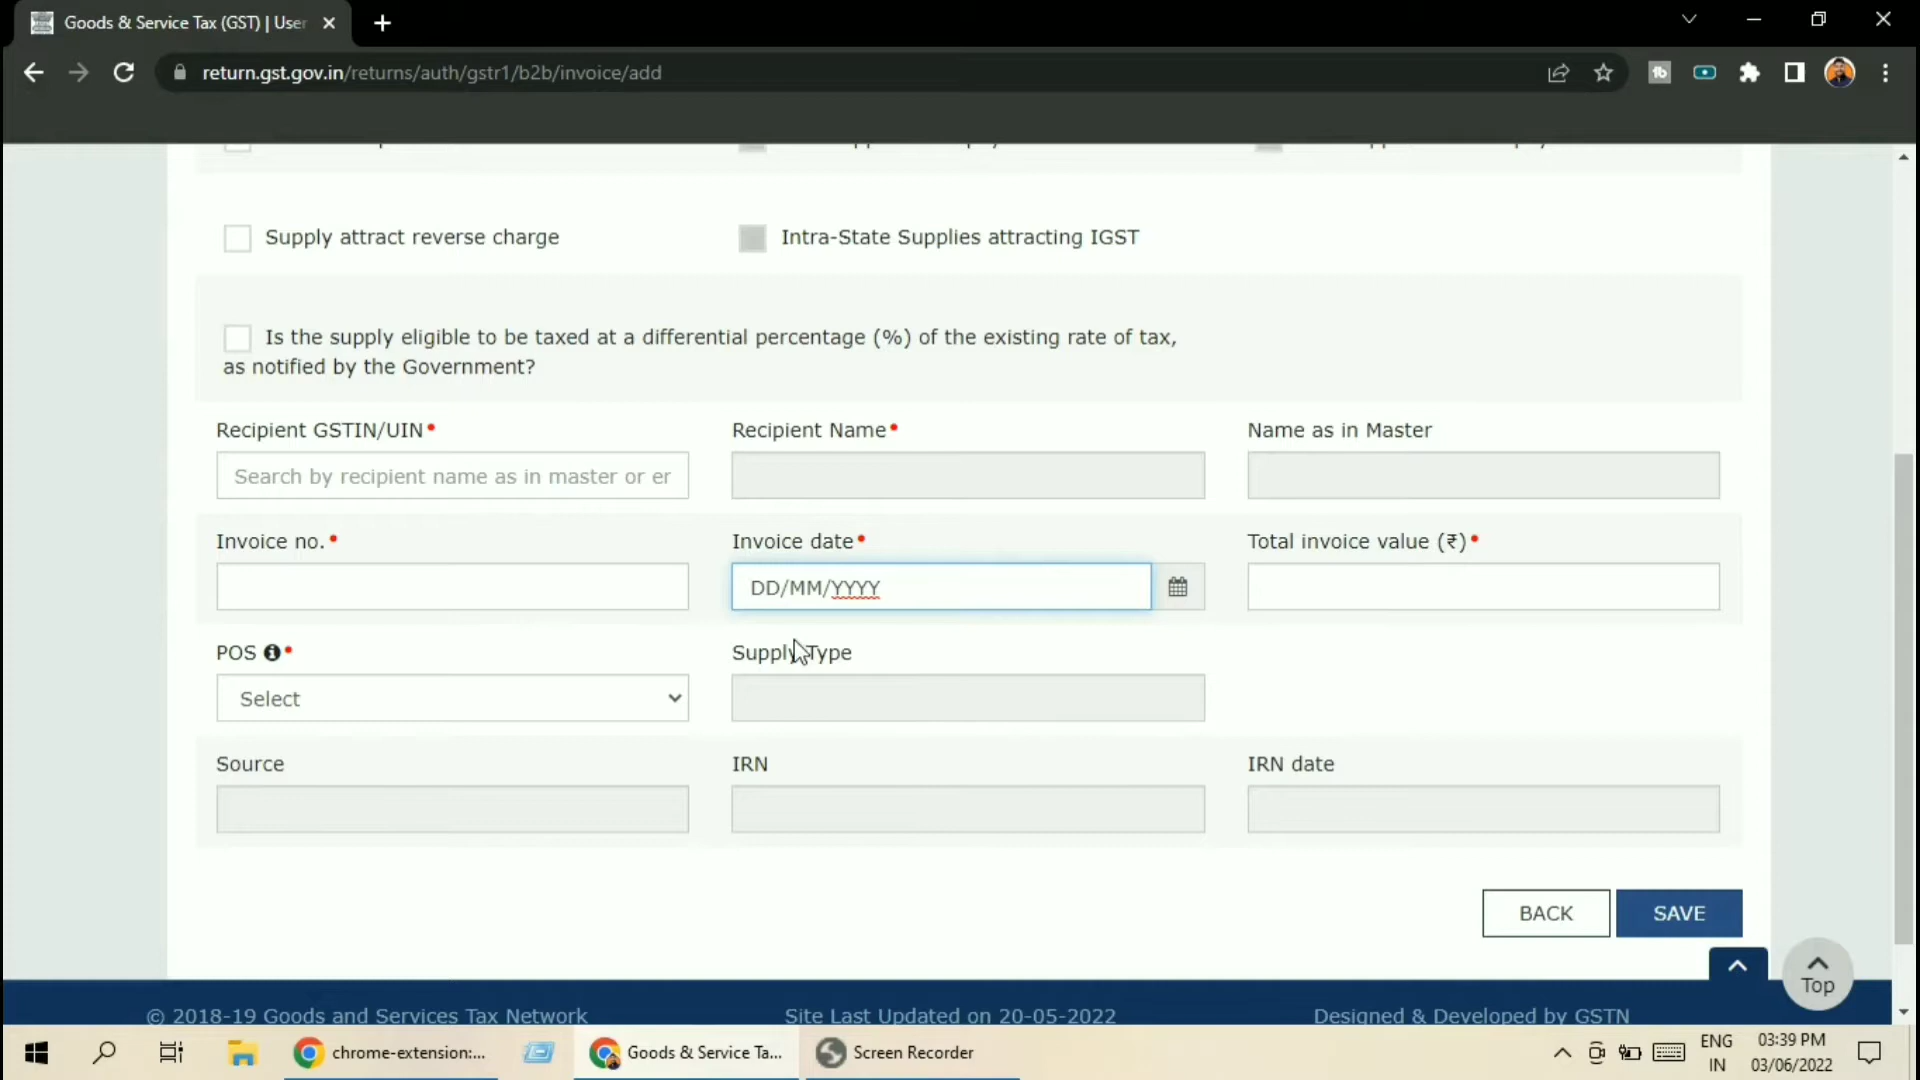 Goods & Service Tax (GST) | User
return.gst.gov.in/returns/auth/gstr1/b2b/invoice/add
Supply attract reverse charge
Intra-State Supplies attracting IGST
Is the supply eligible to be taxed at a differential percentage (%) of the existing rate of tax,
as notified by the Government?
Recipient GSTIN/UIN•
Recipient Name•
Name as in Master
Search by recipient name as in master or er
Invoice no.•
Invoice date•
Total invoice value (₹)•
DD/MM/YYYY
POS •
Supply Type
Select
Source
IRN
IRN date
BACK
SAVE
Top
© 2018-19 Goods and Services Tax Network
Site Last Updated on 20-05-2022
Designed & Developed by GSTN
chrome-extension:...
Goods & Service Ta...
Screen Recorder
ENG
IN
03:39 PM
03/06/2022